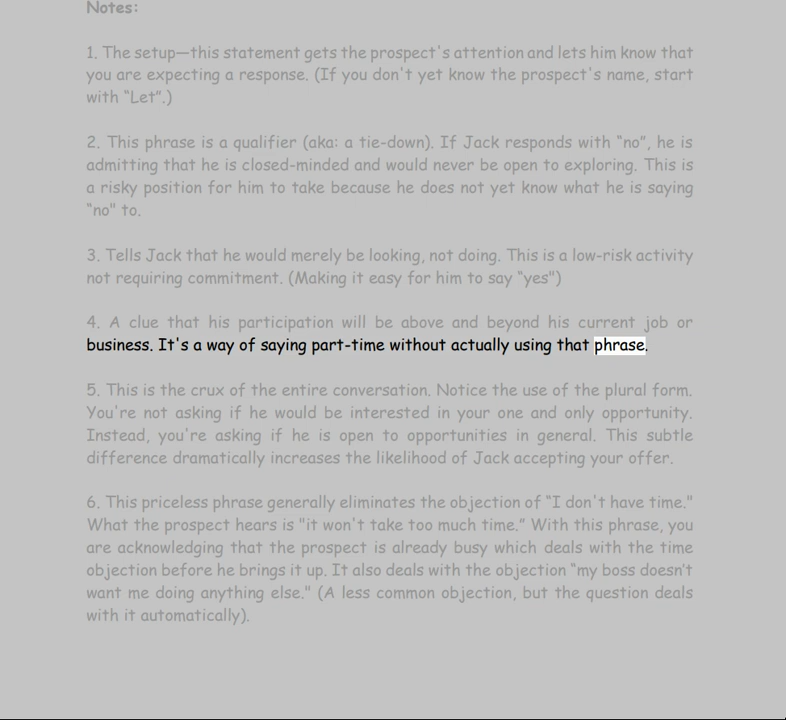 Notes:
1. The setup—this statement gets the prospect's attention and lets him know that
you are expecting a response. (If you don't yet know the prospect's name, start
with “Let”.)
2. This phrase is a qualifier (aka: a tie-down). If Jack responds with “no”, he is
admitting that he is closed-minded and would never be open to exploring. This is
a risky position for him to take because he does not yet know what he is saying
“no" to.
3. Tells Jack that he would merely be looking, not doing. This is a low-risk activity
not requiring commitment. (Making it easy for him to say “yes")
4. A clue that his participation will be above and beyond his current job or
business. It's a way of saying part-time without actually using that phrase.
5. This is the crux of the entire conversation. Notice the use of the plural form.
You're not asking if he would be interested in your one and only opportunity.
Instead, you're asking if he is open to opportunities in general. This subtle
difference dramatically increases the likelihood of Jack accepting your offer.
6. This priceless phrase generally eliminates the objection of “I don't have time."
What the prospect hears is "it won't take too much time.” With this phrase, you
are acknowledging that the prospect is already busy which deals with the time
objection before he brings it up. It also deals with the objection “my boss doesn’t
want me doing anything else." (A less common objection, but the question deals
with it automatically).